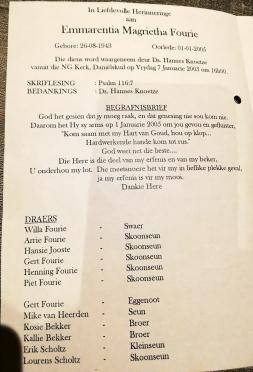 In Liefdevolle Herinneringe
aan
Emmarentia Magrietha Fourie
Gebore: 26-08-1943 Oorlede: 01-01-2005
Die diens word waargeneem deur Ds. Hannes Knoetze
vanuit die NG Kerk, Daniëlskuil op Vrydag 7 Januarie 2005 om 16h00.
SKRIFLESING : Psalm 116:7
BEDANKINGS : Ds. Hannes Knoetze
BEGRAFNISBRIEF
God het gesien dat jy moeg raak, en dat genesing nie sou kom nie.
Daarom het Hy sy arms op 1 Januarie 2005 om jou gevou en gefluister,
"Kom saam met my Hart van Goud, hou op klop...
Hardwerkende hande kom tot rus."
God weet net die beste....
Die Here is die deel van my erfenis en van my beker,
U onderhou my lot. Die meetsnoere het vir my in lieflike plekke geval,
ja my erfenis is vir my mooi.
Dankie Here
DRAERS
Willa Fourie - Swaer
Arrie Fourie - Skoonseun
Hansie Jooste - Skoonseun
Gert Fourie - Skoonseun
Henning Fourie - Skoonseun
Piet Fourie - Skoonseun
Gert Fourie - Eggenoot
Mike van Heerden - Seun
Kosie Bekker - Broer
Kallie Bekker - Broer
Erik Scholtz - Kleinseun
Lourens Scholtz - Skoonseun